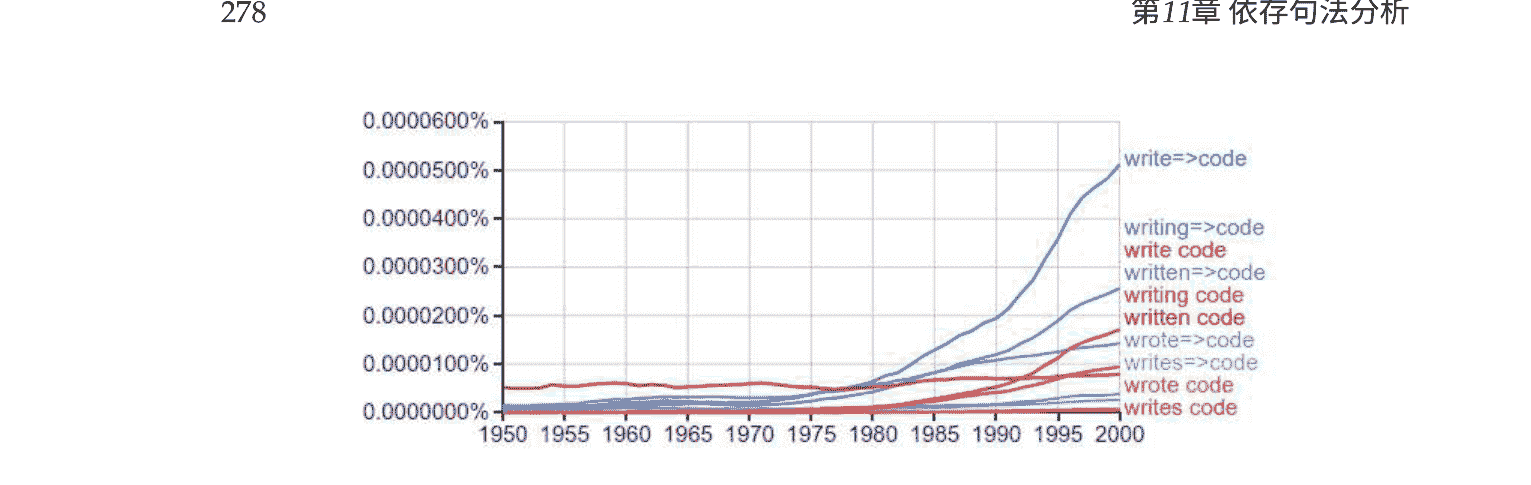 278 第11章 依存句法分析
0.0000600%
0.0000500%
0.0000400%
0.0000300%
0.0000200%
0.0000100%
0.0000000%
1950 1955 1960 1965 1970 1975 1980 1985 1990 1995 2000
write=>code
writing=>code
write code
written=>code
writing code
written code
wrote=>code
writes=>code
wrote code
writes code